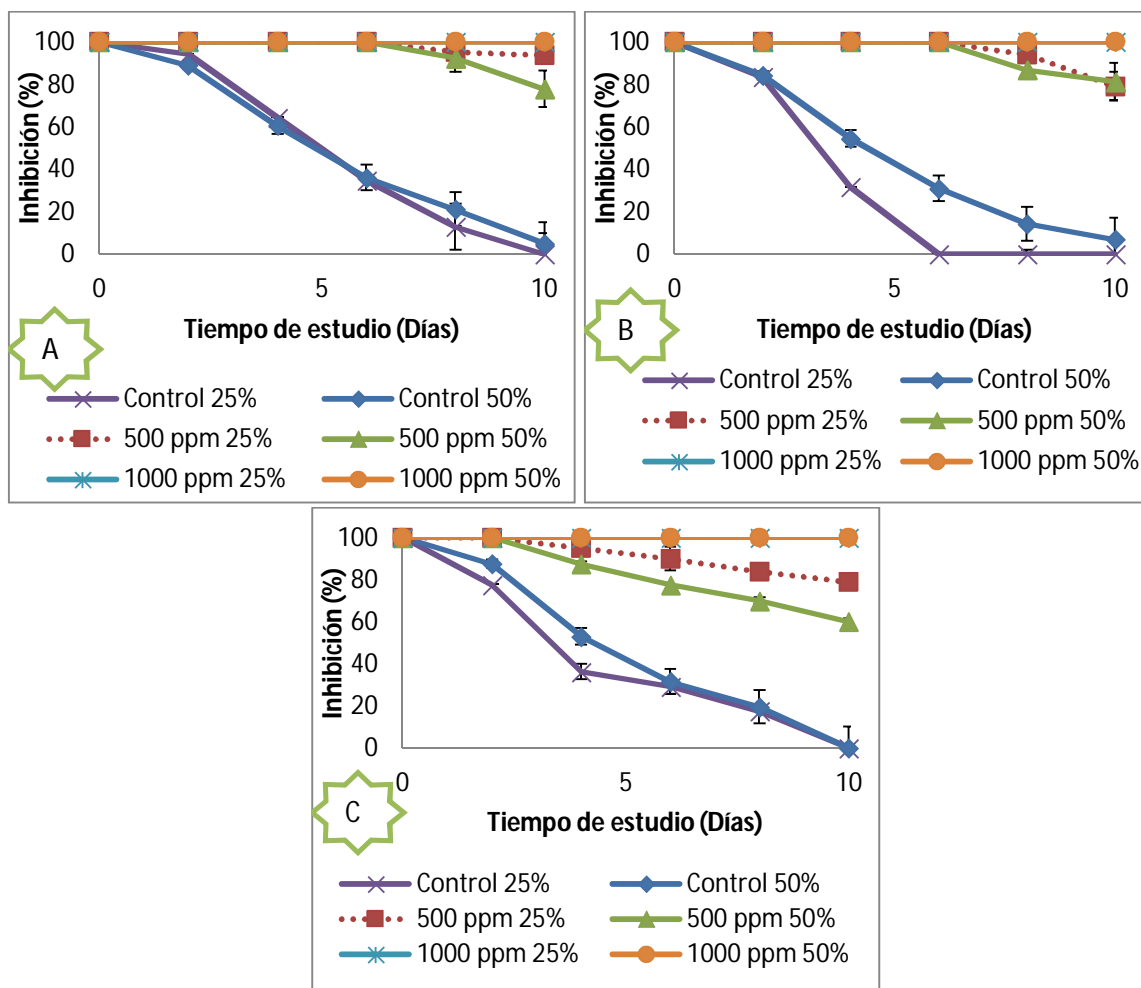 100
80
60
40
20
0
Inhibición (%)
0 5 10
Tiempo de estudio (Días)
A
Control 25% Control 50%
500 ppm 25% 500 ppm 50%
1000 ppm 25% 1000 ppm 50%
100
80
60
40
20
0
Inhibición (%)
0 5 10
Tiempo de estudio (Días)
B
Control 25% Control 50%
500 ppm 25% 500 ppm 50%
1000 ppm 25% 1000 ppm 50%
100
80
60
40
20
0
Inhibición (%)
0 5 10
Tiempo de estudio (Días)
C
Control 25% Control 50%
500 ppm 25% 500 ppm 50%
1000 ppm 25% 1000 ppm 50%